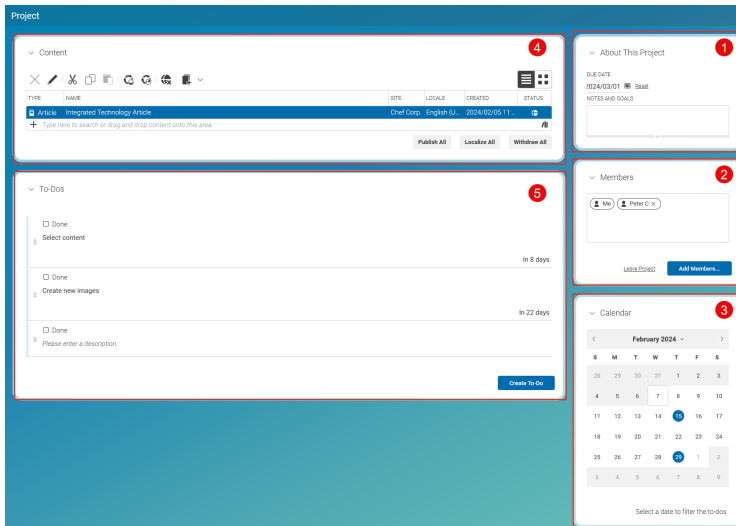 Project
Content
4
TYPE NAME SITE LOCALE CREATED STATUS
Article Integrated Technology Article Chef Corp. English (U... 2024/02/05 11:...
Type here to search or drag and drop content onto this area.
Publish All Localize All Withdraw All
To-Dos
5
Done
Select content
In 8 days
Done
Create new images
In 22 days
Done
Please enter a description.
Create To-Do
About This Project
1
DUE DATE
2024/03/01 Reset
NOTES AND GOALS
Members
2
Me Peter C
Leave Project Add Members...
Calendar
3
February 2024
S M T W T F S
28 29 30 31 1 2 3
4 5 6 7 8 9 10
11 12 13 14 15 16 17
18 19 20 21 22 23 24
25 26 27 28 29 1 2
3 4 5 6 7 8 9
Select a date to filter the to-dos.